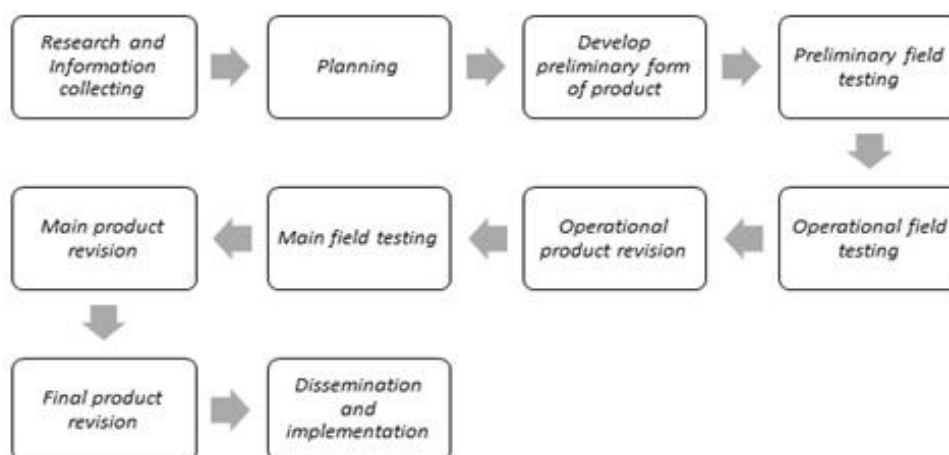 Research and
Information
collecting
Planning
Develop
preliminary form
of product
Preliminary field
testing
Operational field
testing
Operational
product revision
Main field testing
Main product
revision
Final product
revision
Dissemination
and
implementation